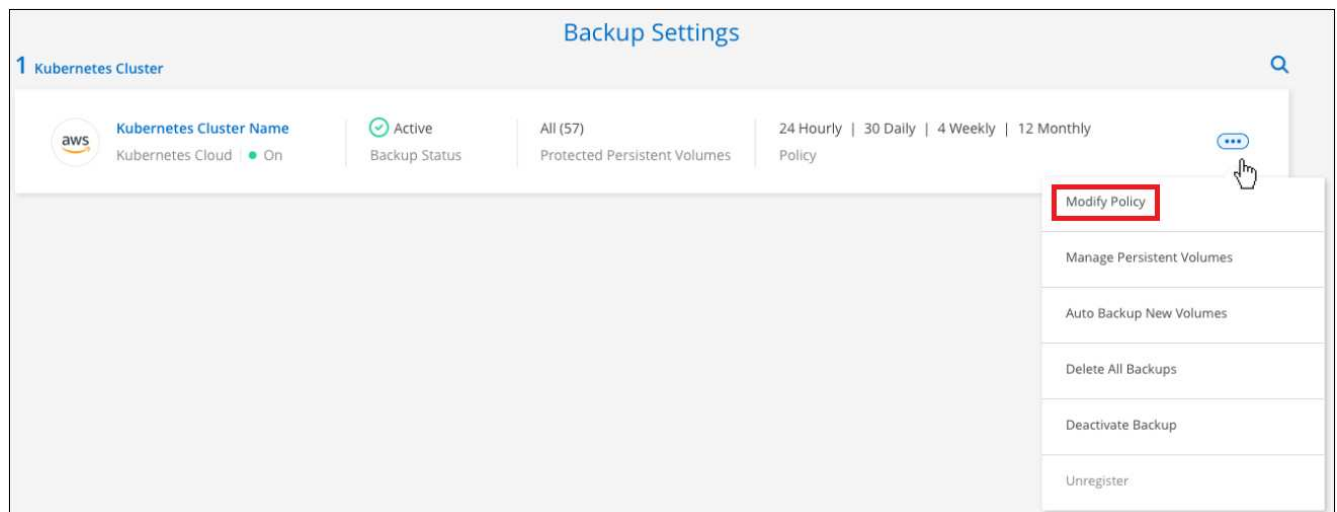 Backup Settings
1 Kubernetes Cluster
aws
Kubernetes Cluster Name
Kubernetes Cloud
On
Active
Backup Status
All (57)
Protected Persistent Volumes
24 Hourly | 30 Daily | 4 Weekly | 12 Monthly
Policy
Modify Policy
Manage Persistent Volumes
Auto Backup New Volumes
Delete All Backups
Deactivate Backup
Unregister